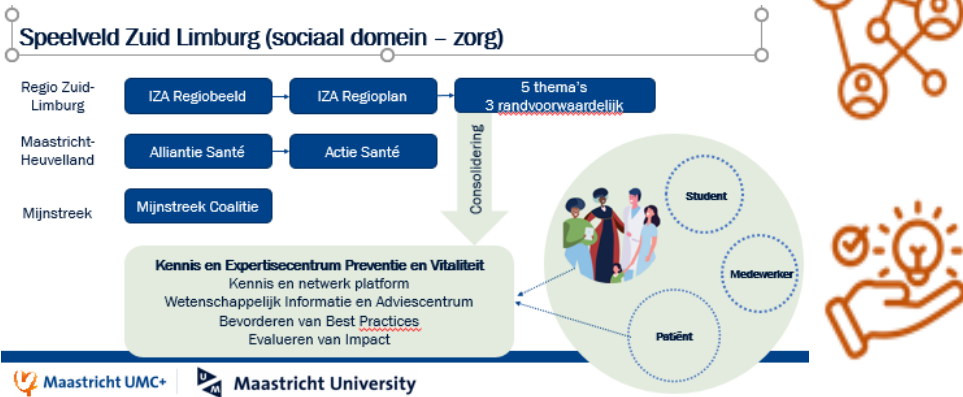 Speelveld Zuid Limburg (sociaal domein – zorg)
Regio Zuid-
Limburg
IZA Regiobeeld
IZA Regioplan
5 thema's
3 randvoorwaardelijk
Maastricht-
Heuvelland
Alliantie Santé
Actie Santé
Consolidering
Mijnstreek
Mijnstreek Coalitie
Student
Medewerker
Patiënt
Kennis en Expertisecentrum Preventie en Vitaliteit
Kennis en netwerk platform
Wetenschappelijk Informatie en Adviescentrum
Bevorderen van Best Practices
Evalueren van Impact
Maastricht UMC+
UM
Maastricht University